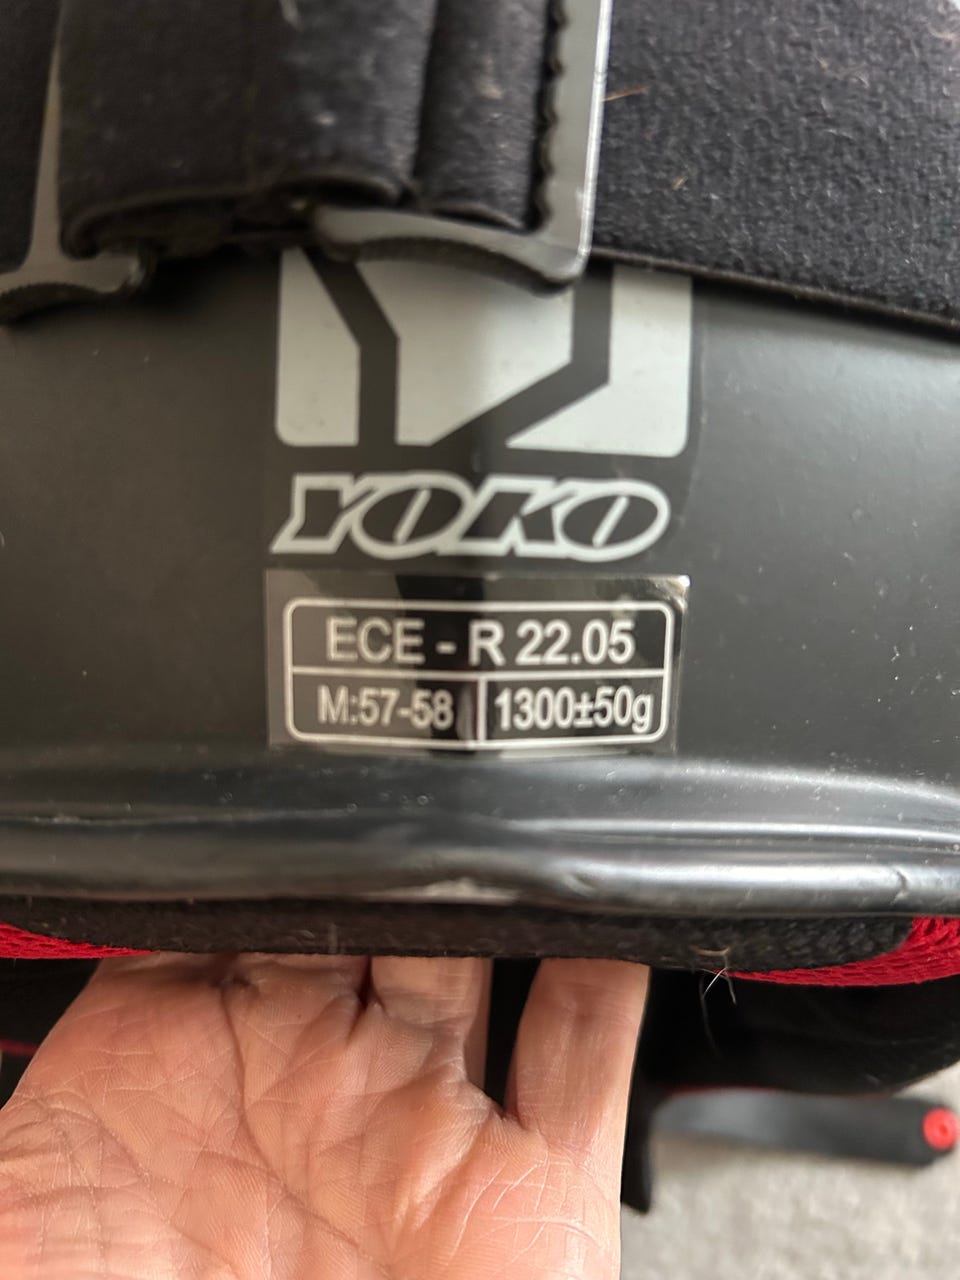 YOKO
ECE - R 22.05
M:57-58 1300±50g